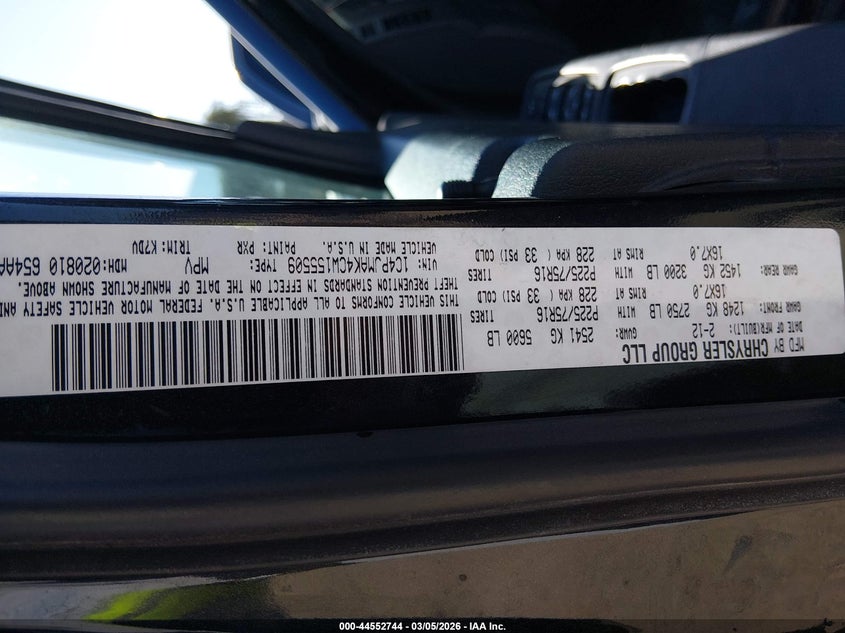 MFD BY CHRYSLER GROUP LLC
DATE OF MFR(BUILT): 2-12 GVWR: 2541 KG 5600 LB
GAWR FRONT: 1248 KG 2750 LB WITH P225/75R16 TIRES
16X7.0 RIMS AT 228 KPA ( 33 PSI) COLD
GAWR REAR: 1452 KG 3200 LB WITH P225/75R16 TIRES
16X7.0 RIMS AT 228 KPA ( 33 PSI) COLD
THIS VEHICLE CONFORMS TO ALL APPLICABLE U.S.A. FEDERAL MOTOR VEHICLE SAFETY AND
THEFT PREVENTION STANDARDS IN EFFECT ON THE DATE OF MANUFACTURE SHOWN ABOVE.
VIN: 1C4PJMAK4CW155509 TYPE: MPV MDH:020810 654AA
VEHICLE MADE IN U.S.A. PAINT: PXR TRIM: K7DV
000-44552744 | 03/05/2026 | IAA Inc.